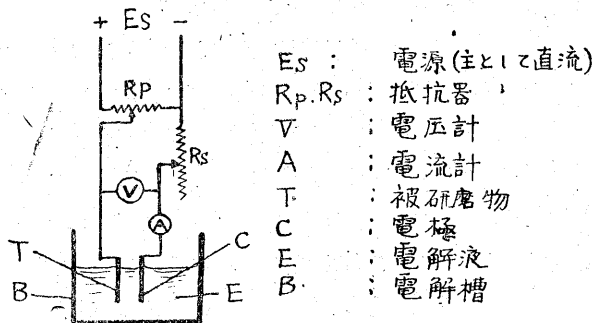 + Es −
Rp
Rs
V
A
T
C
B
E
Es : 電源(主として直流)
Rp.Rs : 抵抗器
V : 電圧計
A : 電流計
T : 被研磨物
C : 電極
E : 電解液
B : 電解槽